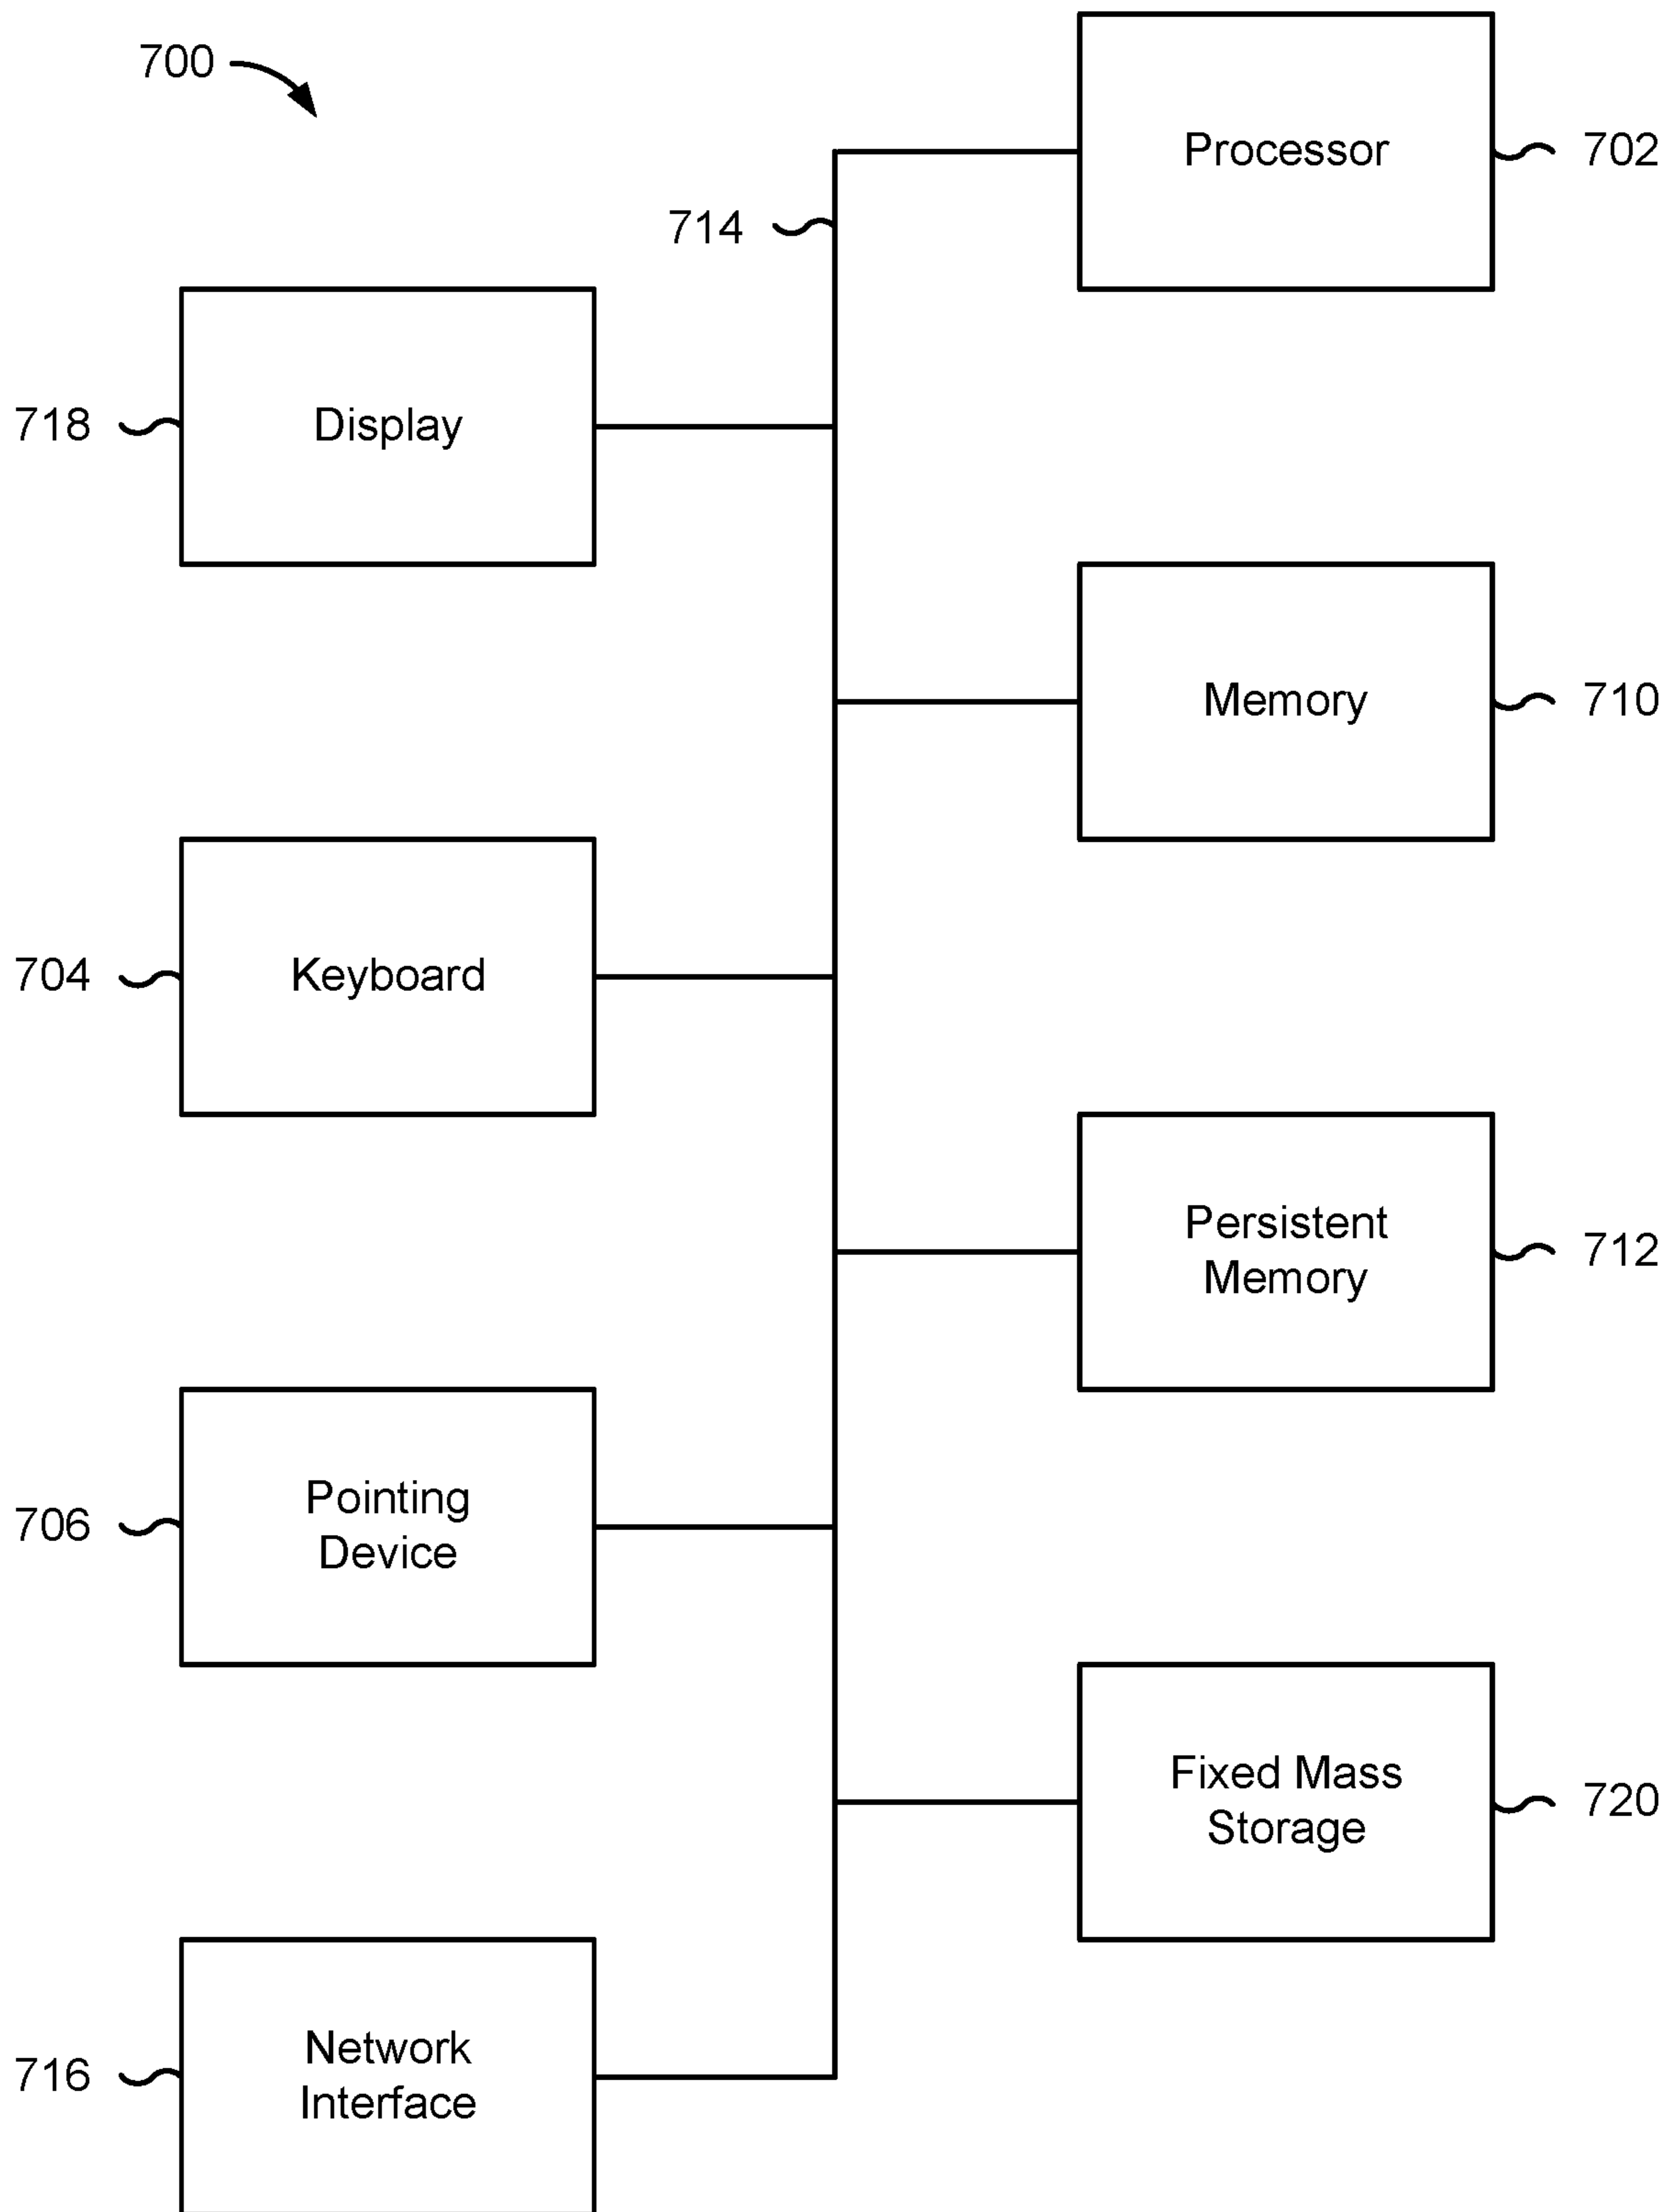 700
Processor
702
714
718
Display
Memory
710
704
Keyboard
Persistent
Memory
712
706
Pointing
Device
Fixed Mass
Storage
720
716
Network
Interface